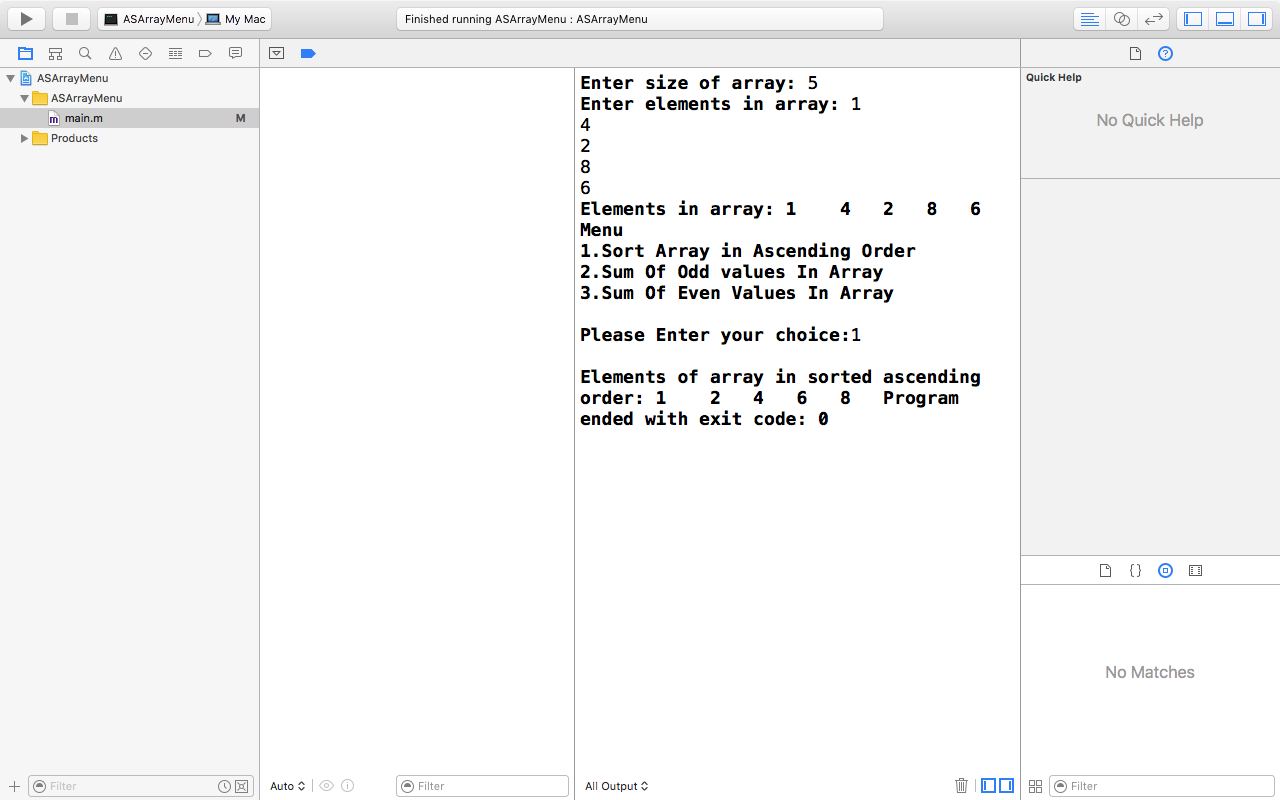 ASArrayMenu My Mac
Finished running ASArrayMenu : ASArrayMenu
ASArrayMenu
ASArrayMenu
m main.m M
Products
Enter size of array: 5
Enter elements in array: 1
4
2
8
6
Elements in array: 1 4 2 8 6
Menu
1.Sort Array in Ascending Order
2.Sum Of Odd values In Array
3.Sum Of Even Values In Array
Please Enter your choice:1
Elements of array in sorted ascending
order: 1 2 4 6 8 Program
ended with exit code: 0
Quick Help
No Quick Help
{}
No Matches
Filter
Auto
Filter
All Output
Filter